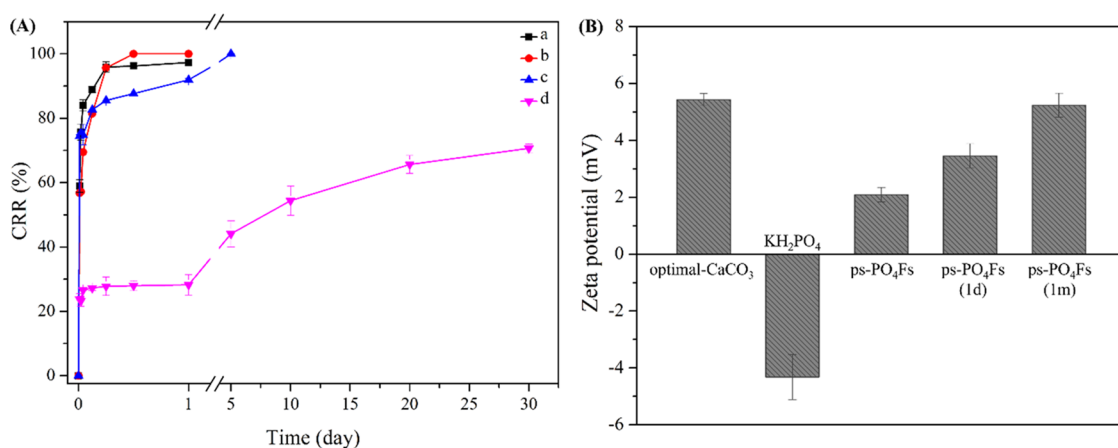 (A)
CRR (%)
100
80
60
40
20
0
a
b
c
d
0 1 5 10 15 20 25 30
Time (day)
(B)
Zeta potential (mV)
8
6
4
2
0
-2
-4
-6
optimal-CaCO₃
KH₂PO₄
ps-PO₄Fs
ps-PO₄Fs
(1d)
ps-PO₄Fs
(1m)